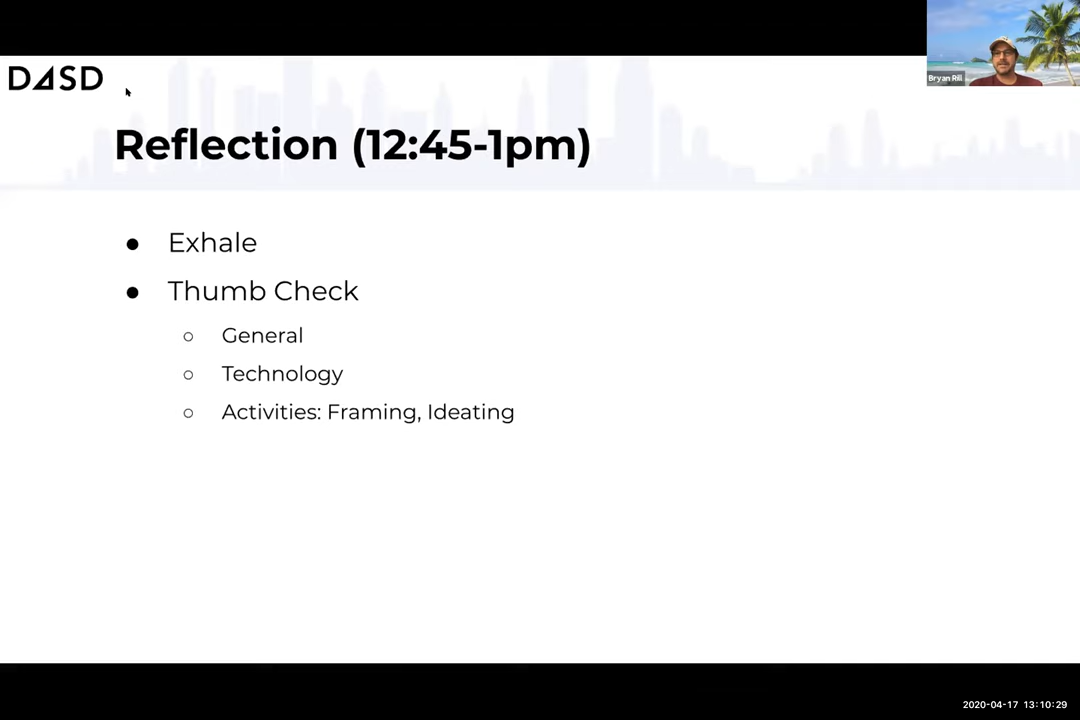 D4SD
Bryan Rill
Reflection (12:45-1pm)
● Exhale
● Thumb Check
○ General
○ Technology
○ Activities: Framing, Ideating
2020-04-17 13:10:29